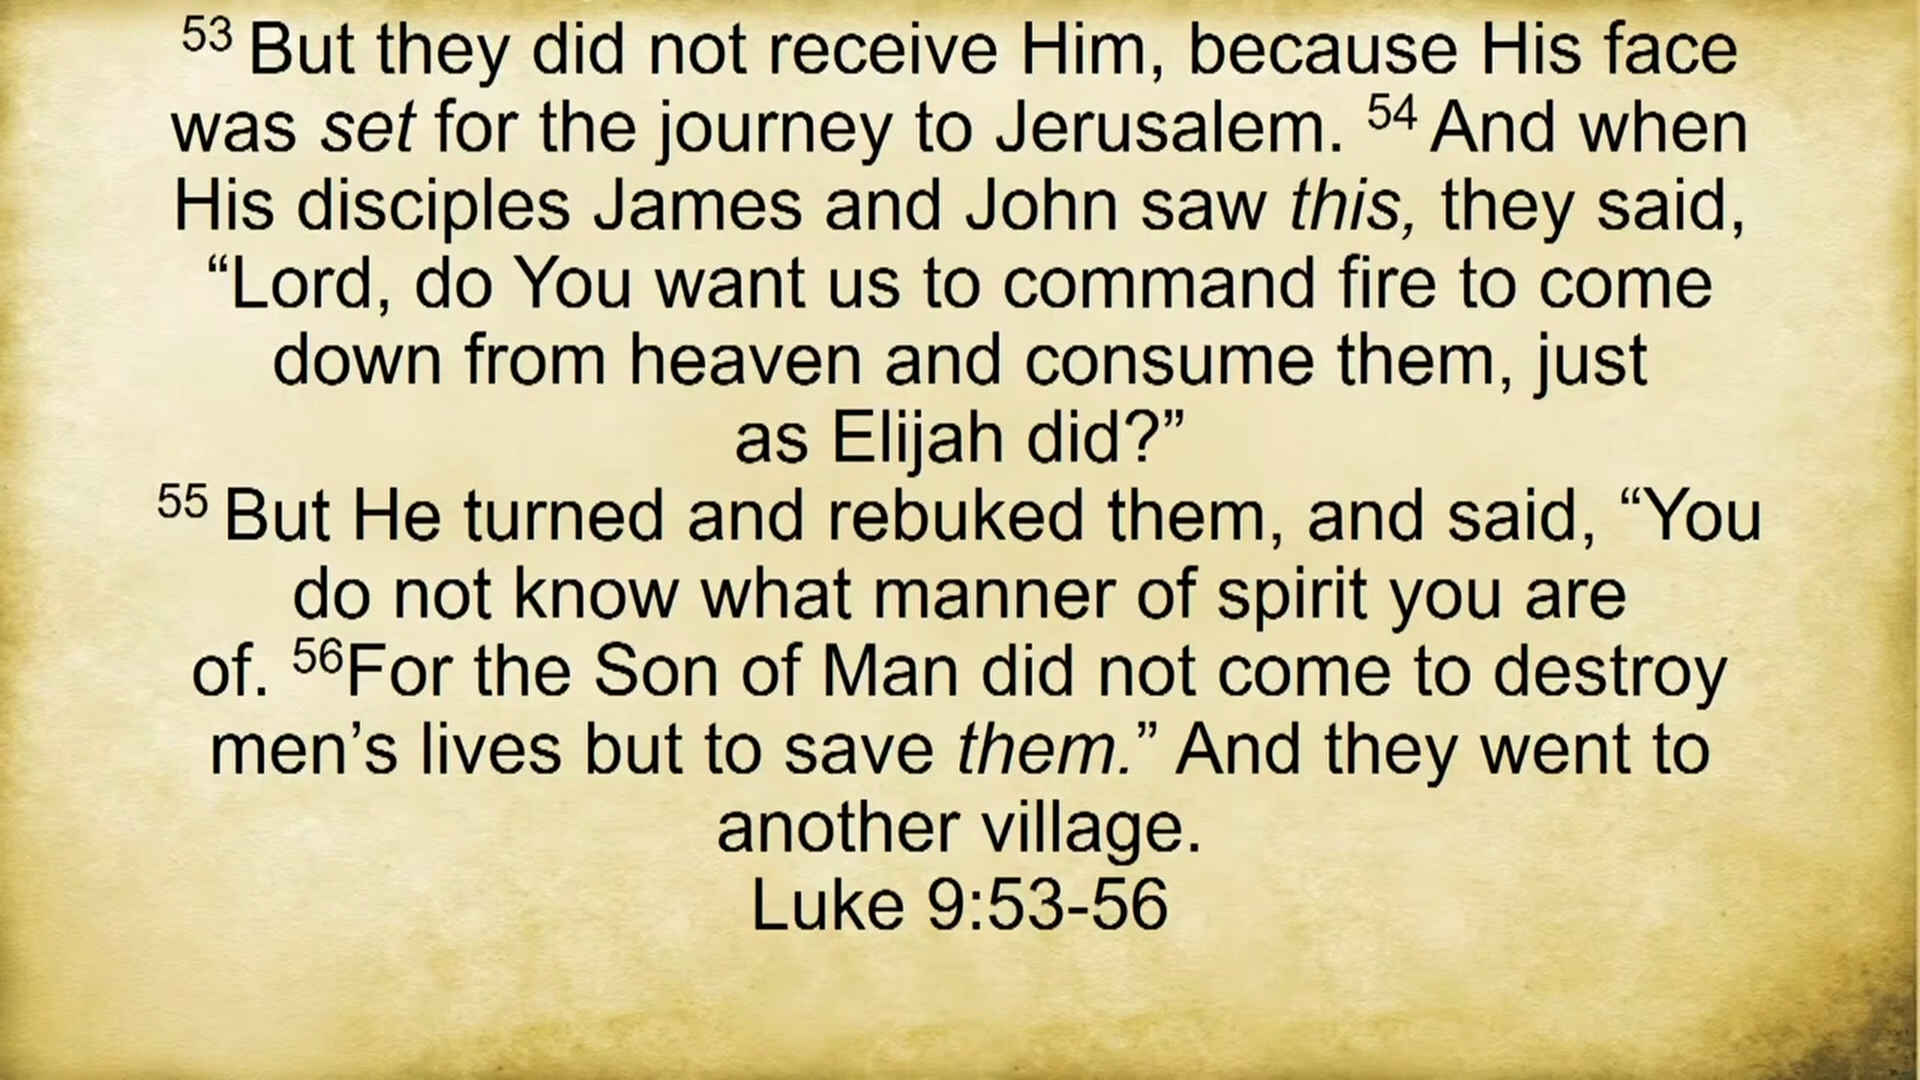 53 But they did not receive Him, because His face
was set for the journey to Jerusalem. 54 And when
His disciples James and John saw this, they said,
“Lord, do You want us to command fire to come
down from heaven and consume them, just
as Elijah did?”
55 But He turned and rebuked them, and said, “You
do not know what manner of spirit you are
of. 56For the Son of Man did not come to destroy
men’s lives but to save them.” And they went to
another village.
Luke 9:53-56